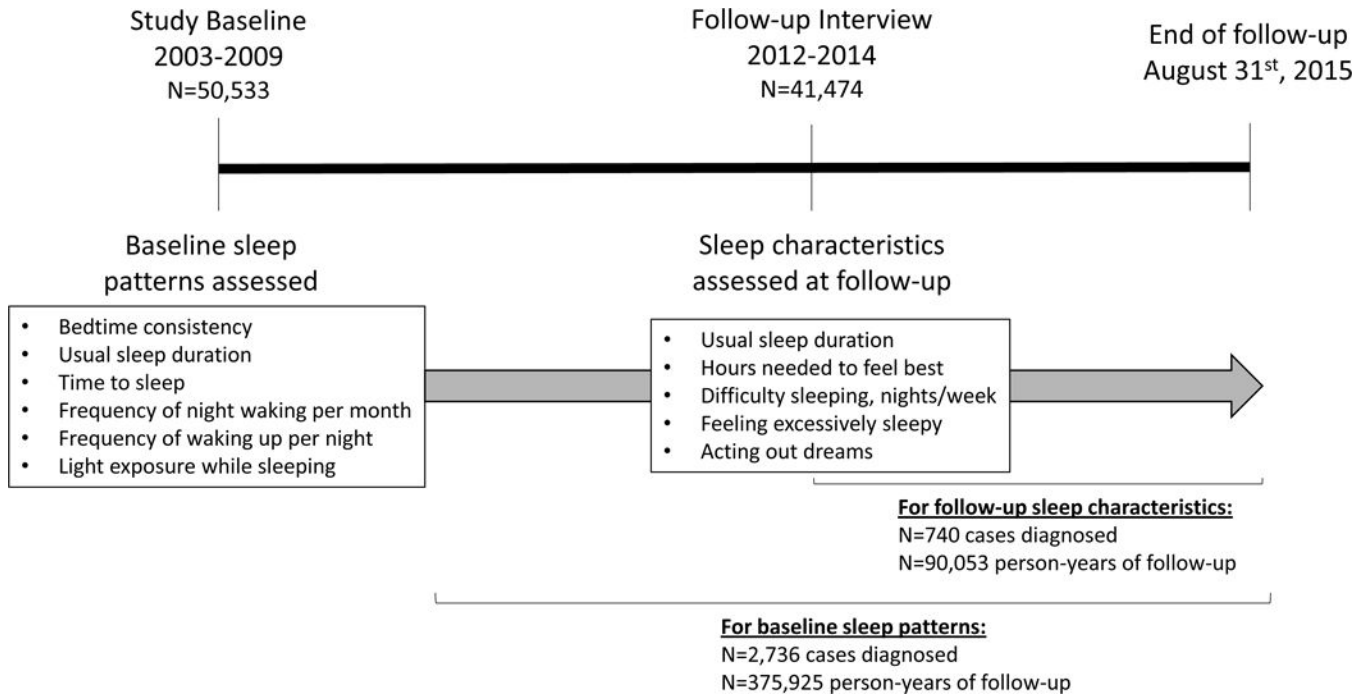 Study Baseline
2003-2009
N=50,533
Follow-up Interview
2012-2014
N=41,474
End of follow-up
August 31st, 2015
Baseline sleep
patterns assessed
• Bedtime consistency
• Usual sleep duration
• Time to sleep
• Frequency of night waking per month
• Frequency of waking up per night
• Light exposure while sleeping
Sleep characteristics
assessed at follow-up
• Usual sleep duration
• Hours needed to feel best
• Difficulty sleeping, nights/week
• Feeling excessively sleepy
• Acting out dreams
For follow-up sleep characteristics:
N=740 cases diagnosed
N=90,053 person-years of follow-up
For baseline sleep patterns:
N=2,736 cases diagnosed
N=375,925 person-years of follow-up